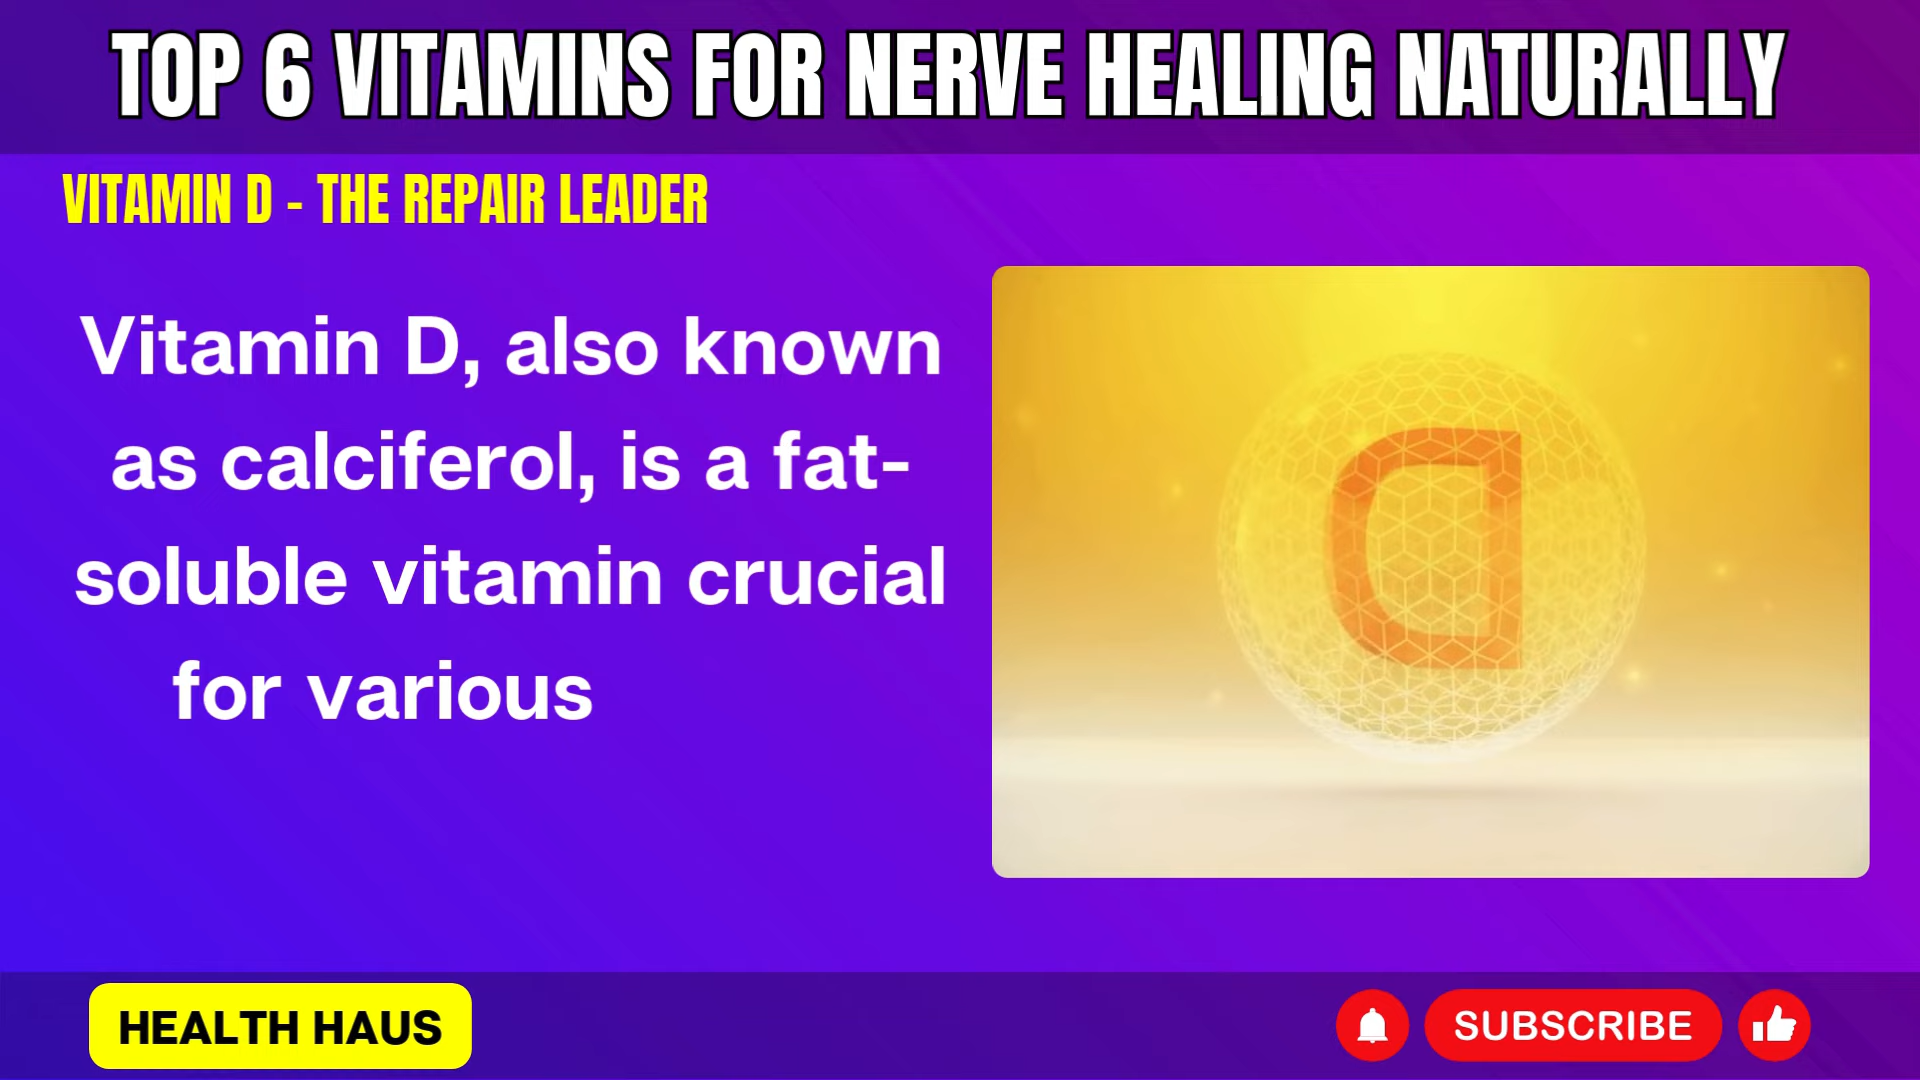 TOP 6 VITAMINS FOR NERVE HEALING NATURALLY
VITAMIN D - THE REPAIR LEADER
Vitamin D, also known
as calciferol, is a fat-
soluble vitamin crucial
for various
D
HEALTH HAUS
SUBSCRIBE